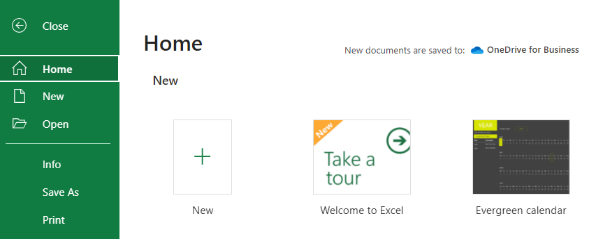 Close
Home
New
Open
Info
Save As
Print
Home
New documents are saved to: OneDrive for Business
New
New
Take a
tour
New
Welcome to Excel
Evergreen calendar